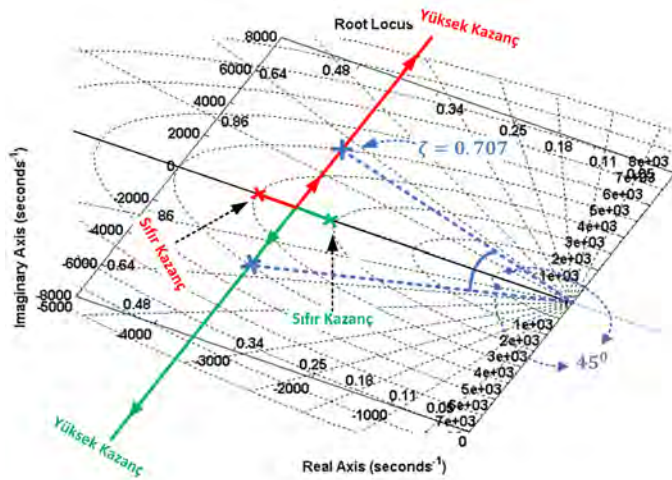 Root Locus
Yüksek Kazanç
8000
6000
4000
2000
0
-2000
-4000
-6000
-8000
Imaginary Axis (seconds⁻¹)
0.64
0.48
0.86
0.34
0.25
0.18
0.11
0.05
8e+03
7e+03
6e+03
5e+03
4e+03
3e+03
2e+03
1e+03
ζ = 0.707
Sıfır Kazanç
86
0.64
0.48
0.34
0.25
0.16
0.11
0.05
Sıfır Kazanç
1e+03
2e+03
3e+03
4e+03
5e+03
6e+03
7e+03
45⁰
-5000
-4000
-3000
-2000
-1000
0
Yüksek Kazanç
Real Axis (seconds⁻¹)